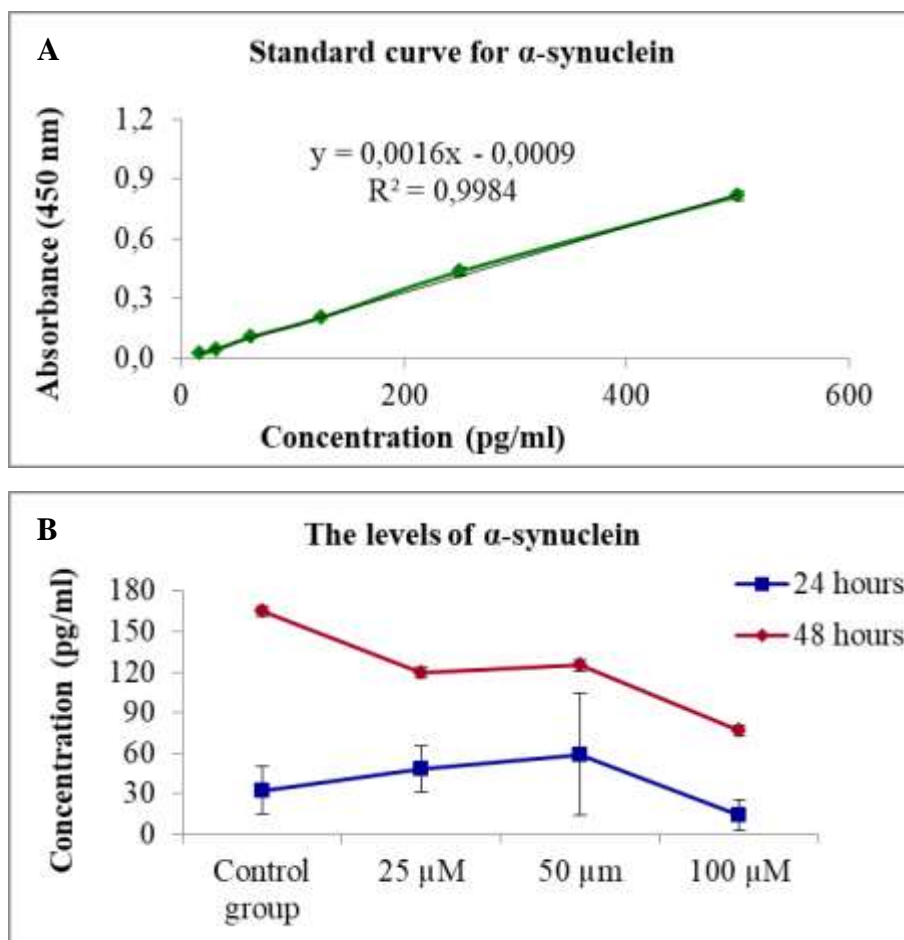 A
Standard curve for α-synuclein
Absorbance (450 nm)
1,2
0,9
0,6
0,3
0,0
y = 0,0016x - 0,0009
R² = 0,9984
0
200
400
600
Concentration (pg/ml)
B
The levels of α-synuclein
Concentration (pg/ml)
180
150
120
90
60
30
0
24 hours
48 hours
Control
group
25 µM
50 µm
100 µM